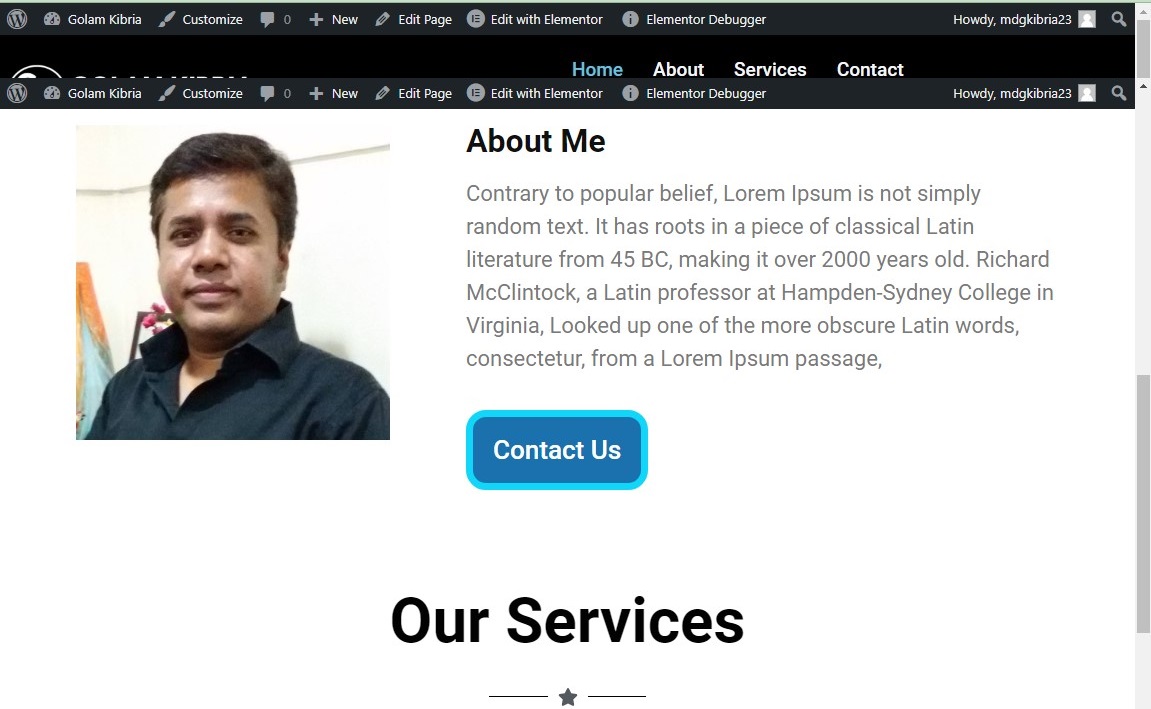 Golam Kibria Customize 0 New Edit Page Edit with Elementor Elementor Debugger Howdy, mdgkibria23
GOLAM KIBRIA Home About Services Contact
Golam Kibria Customize 0 New Edit Page Edit with Elementor Elementor Debugger Howdy, mdgkibria23
About Me
Contrary to popular belief, Lorem Ipsum is not simply
random text. It has roots in a piece of classical Latin
literature from 45 BC, making it over 2000 years old. Richard
McClintock, a Latin professor at Hampden-Sydney College in
Virginia, Looked up one of the more obscure Latin words,
consectetur, from a Lorem Ipsum passage,
Contact Us
Our Services